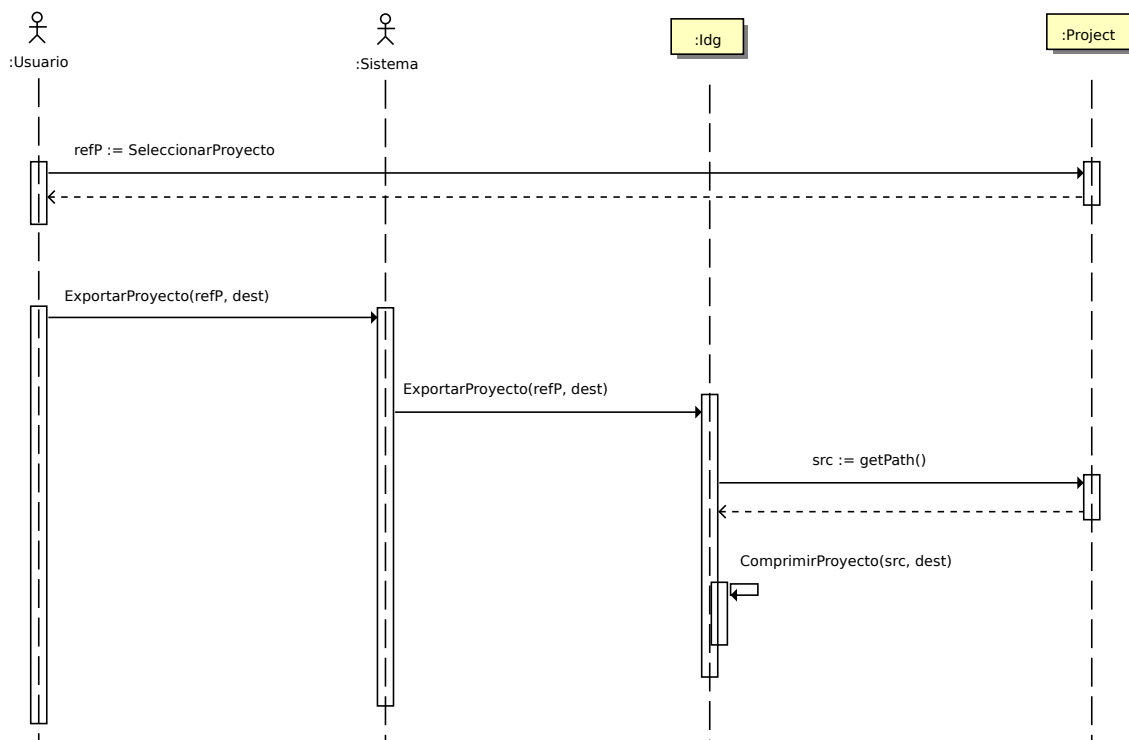 :Usuario
:Sistema
:Idg
:Project
refP := SeleccionarProyecto
ExportarProyecto(refP, dest)
ExportarProyecto(refP, dest)
src := getPath()
ComprimirProyecto(src, dest)